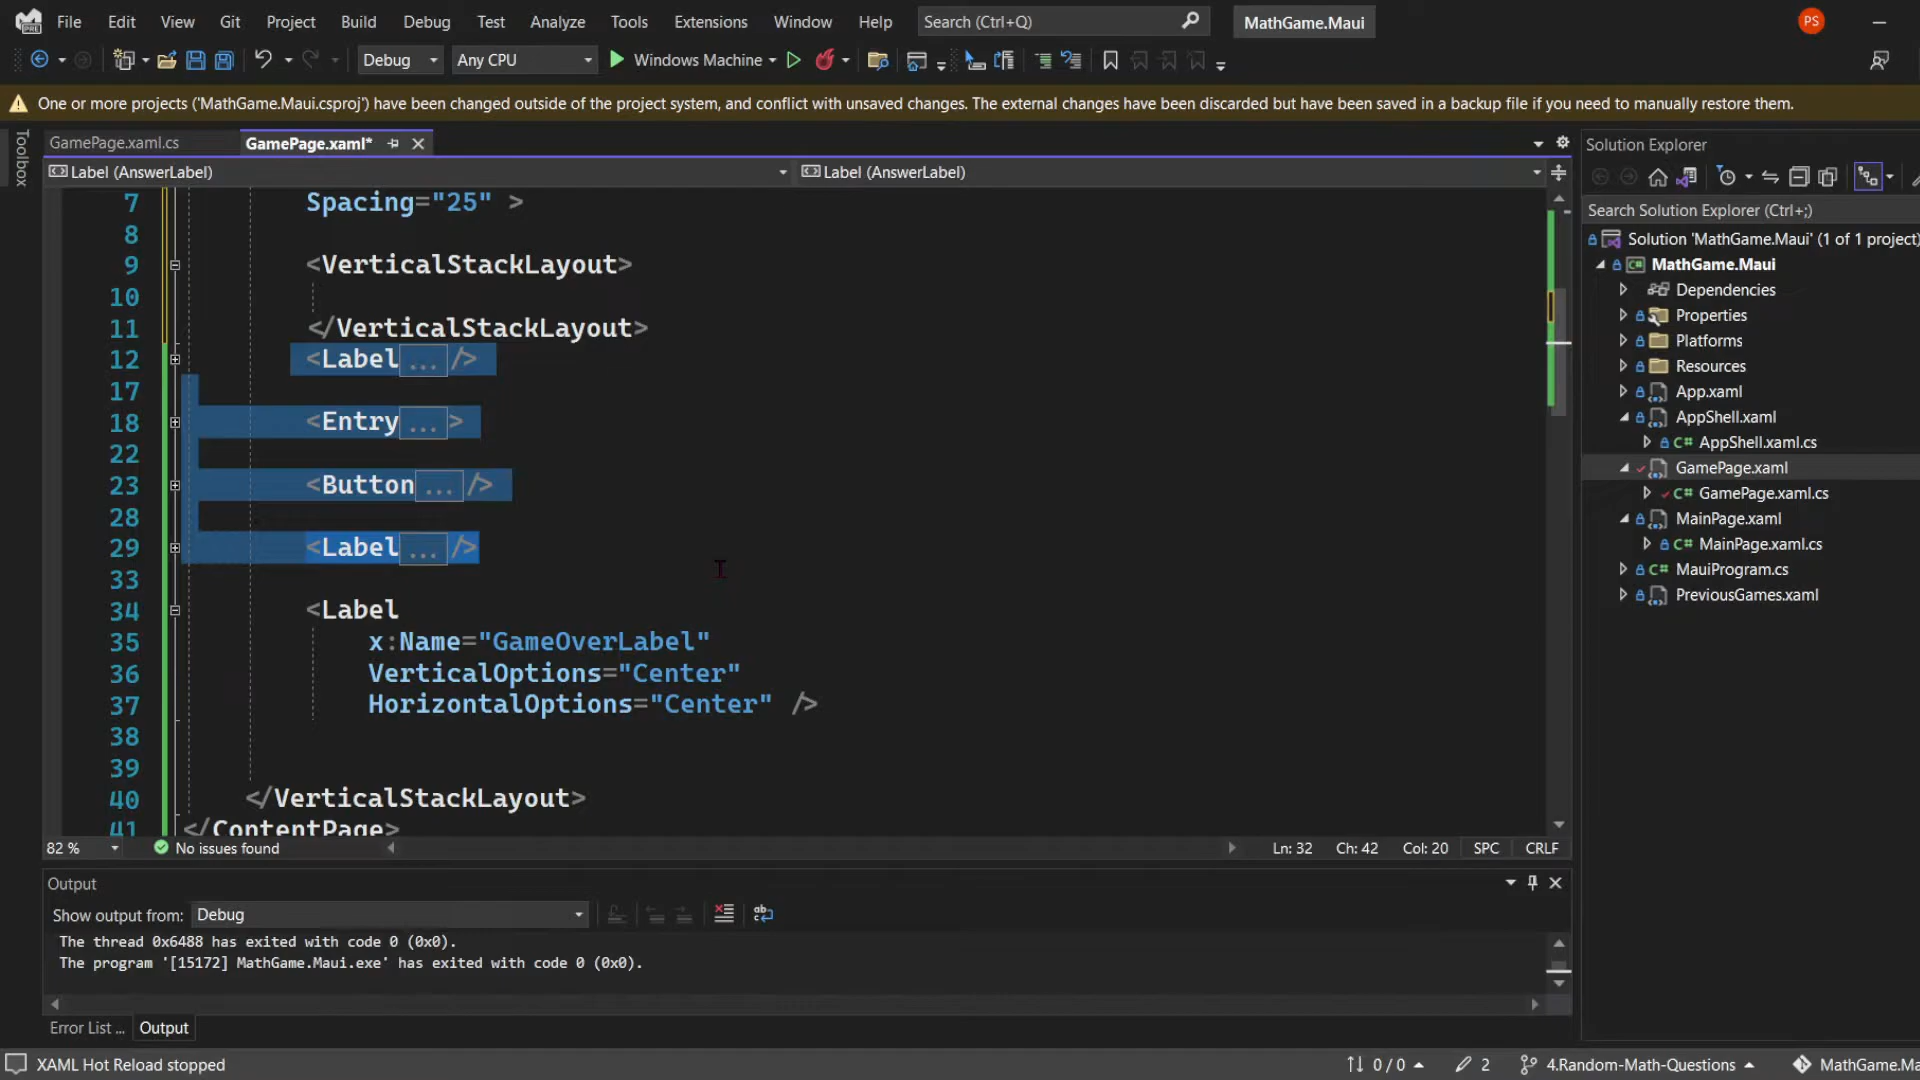 File Edit View Git Project Build Debug Test Analyze Tools Extensions Window Help Search (Ctrl+Q) MathGame.Maui PS
Debug Any CPU Windows Machine
One or more projects ('MathGame.Maui.csproj') have been changed outside of the project system, and conflict with unsaved changes. The external changes have been discarded but have been saved in a backup file if you need to manually restore them.
Toolbox
GamePage.xaml.cs GamePage.xaml*
Label (AnswerLabel) Label (AnswerLabel)
7 Spacing="25" >
8
9 <VerticalStackLayout>
10
11 </VerticalStackLayout>
12 <Label ... />
17
18 <Entry ... >
22
23 <Button ... />
28
29 <Label ... />
33
34 <Label
35 x:Name="GameOverLabel"
36 VerticalOptions="Center"
37 HorizontalOptions="Center" />
38
39
40 </VerticalStackLayout>
41 </ContentPage>
82 % No issues found Ln: 32 Ch: 42 Col: 20 SPC CRLF
Output
Show output from: Debug
The thread 0x6488 has exited with code 0 (0x0).
The program '[15172] MathGame.Maui.exe' has exited with code 0 (0x0).
Error List ... Output
XAML Hot Reload stopped 0 / 0 2 4.Random-Math-Questions MathGame.Ma
Solution Explorer
Search Solution Explorer (Ctrl+;)
Solution 'MathGame.Maui' (1 of 1 project)
MathGame.Maui
Dependencies
Properties
Platforms
Resources
App.xaml
AppShell.xaml
C# AppShell.xaml.cs
GamePage.xaml
C# GamePage.xaml.cs
MainPage.xaml
C# MainPage.xaml.cs
C# MauiProgram.cs
PreviousGames.xaml